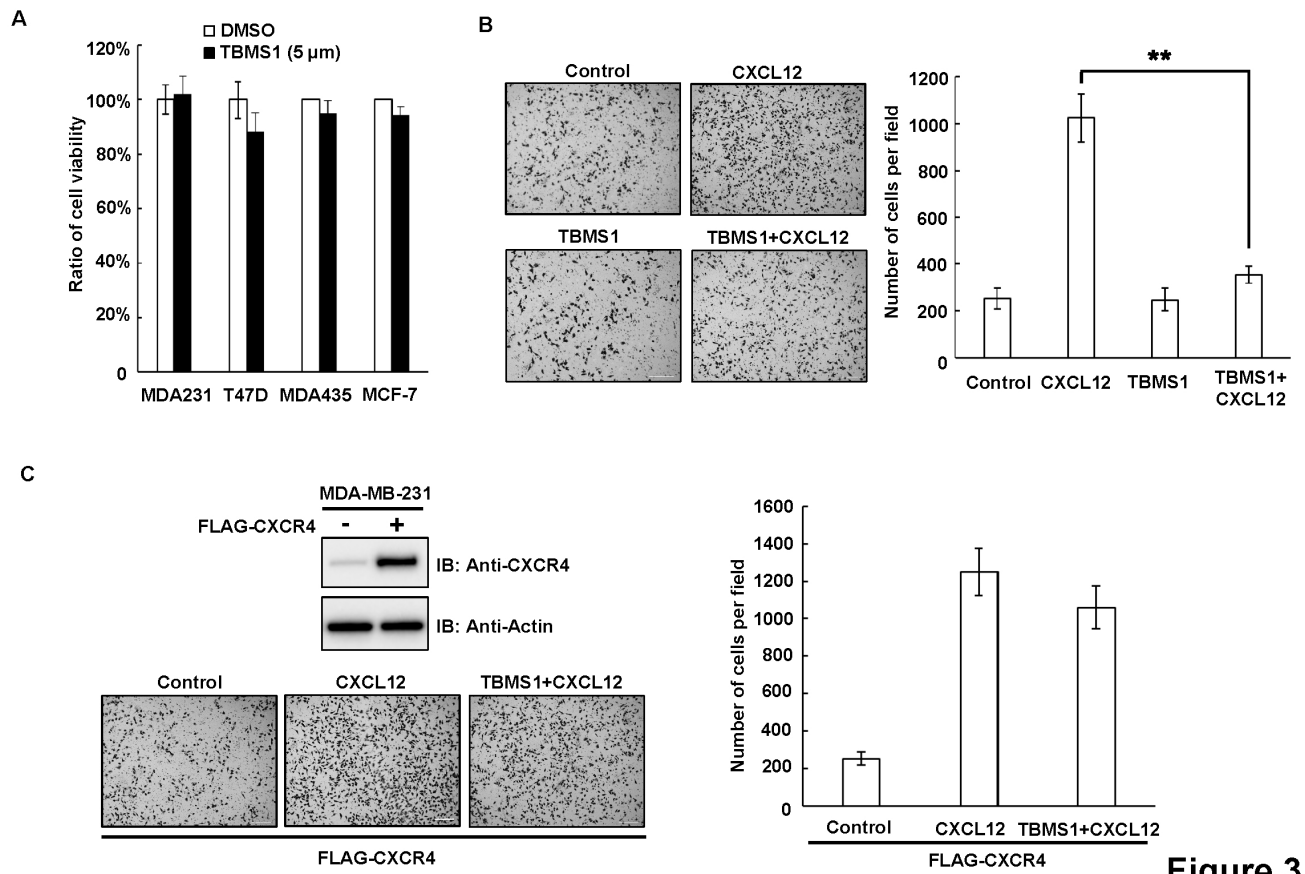 A
DMSO
TBMS1 (5 μm)
120%
100%
80%
60%
40%
20%
0
Ratio of cell viability
MDA231 T47D MDA435 MCF-7
B
Control
CXCL12
TBMS1
TBMS1+CXCL12
**
1200
1000
800
600
400
200
0
Number of cells per field
Control CXCL12 TBMS1 TBMS1+
CXCL12
C
MDA-MB-231
FLAG-CXCR4 - +
IB: Anti-CXCR4
IB: Anti-Actin
Control
CXCL12
TBMS1+CXCL12
FLAG-CXCR4
1600
1400
1200
1000
800
600
400
200
0
Number of cells per field
Control CXCL12 TBMS1+CXCL12
FLAG-CXCR4
Figure 3